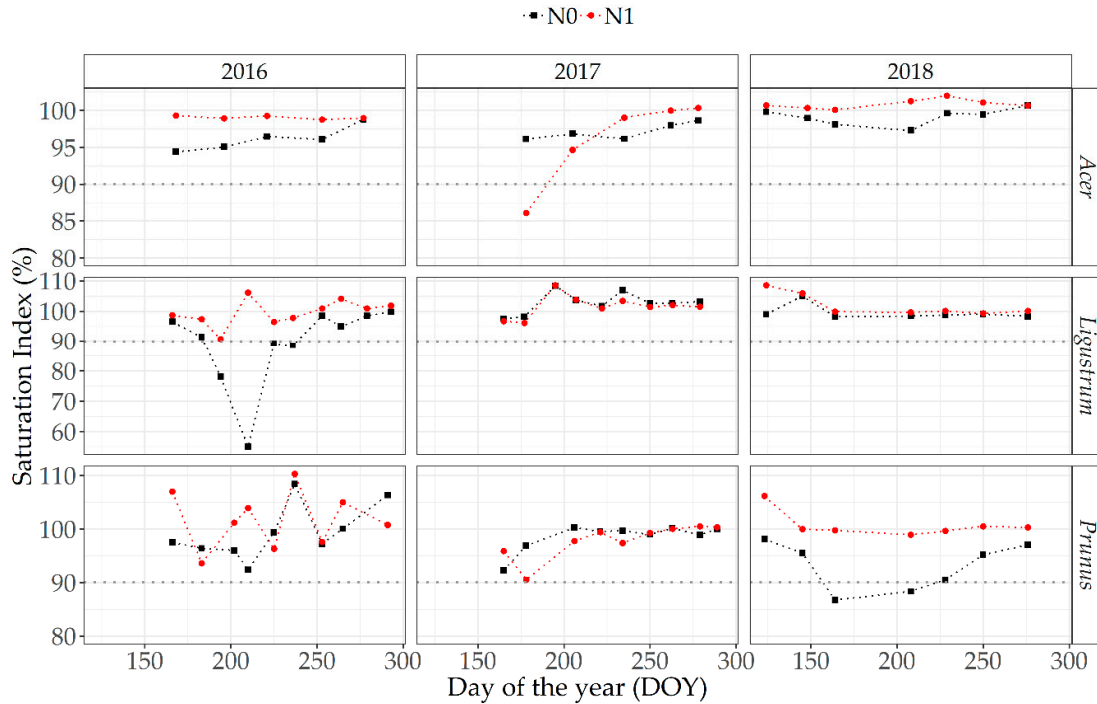 N0 N1
2016 2017 2018
Saturation Index (%)
100
95
90
85
80
Acer
110
100
90
80
70
60
Ligustrum
110
100
90
80
Prunus
150 200 250 300 150 200 250 300 150 200 250 300
Day of the year (DOY)